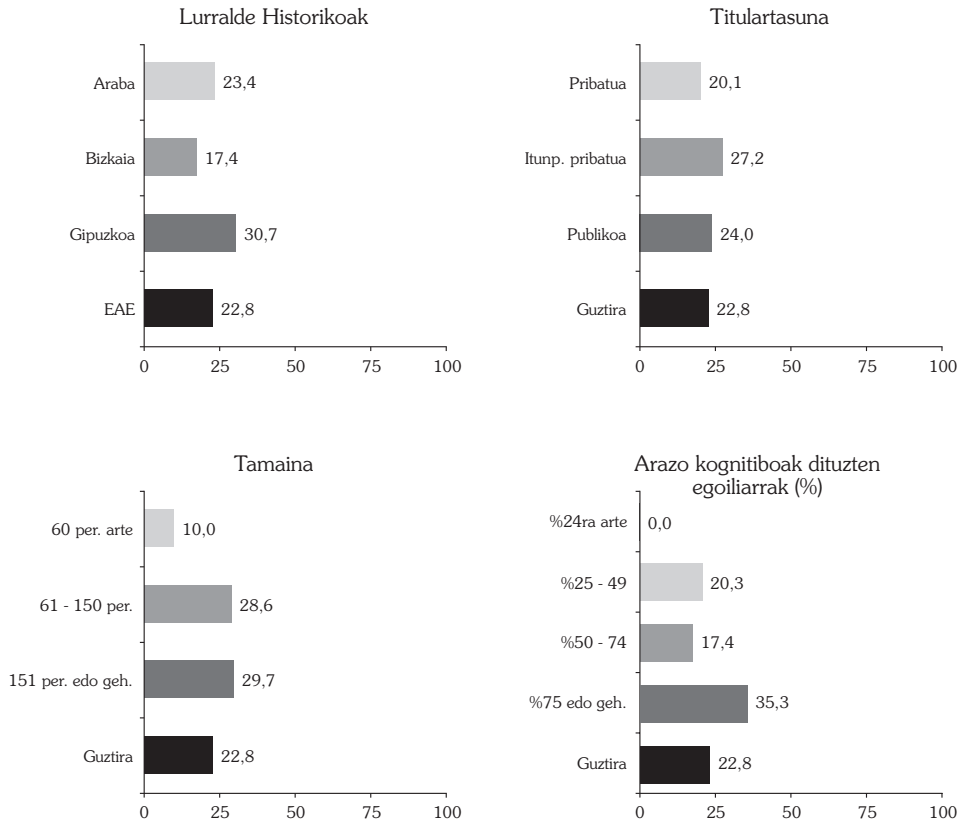 Lurralde Historikoak
Araba 23,4
Bizkaia 17,4
Gipuzkoa 30,7
EAE 22,8
0 25 50 75 100
Titulartasuna
Pribatua 20,1
Itunp. pribatua 27,2
Publikoa 24,0
Guztira 22,8
0 25 50 75 100
Tamaina
60 per. arte 10,0
61 - 150 per. 28,6
151 per. edo geh. 29,7
Guztira 22,8
0 25 50 75 100
Arazo kognitiboak dituzten
egoiliarrak (%)
%24ra arte 0,0
%25 - 49 20,3
%50 - 74 17,4
%75 edo geh. 35,3
Guztira 22,8
0 25 50 75 100